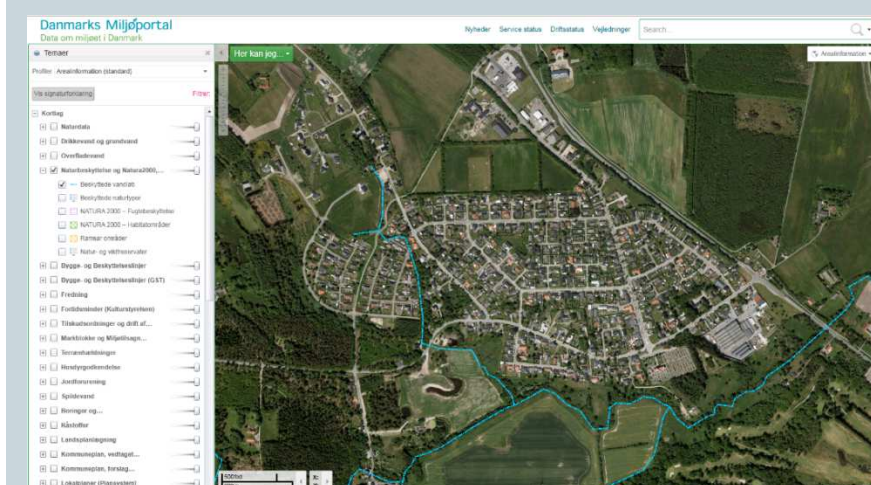 Danmarks Miljøportal
Data om miljøet i Danmark
Nyheder Service status Driftsstatus Vejledninger Search...
Temaer
Her kan jeg...
Arealinformation
Profiler Arealinformation (standard)
Vis signaturforklaring Filtrer
Kortlag
Naturdata
Drikkevand og grundvand
Overfladevand
Naturbeskyttelse og Natura2000,...
Beskyttede vandløb
Beskyttede naturtyper
NATURA 2000 – Fuglebeskyttelse
NATURA 2000 – Habitatområder
Ramsar områder
Natur- og vildtreservater
Bygge- og Beskyttelseslinjer
Bygge- og Beskyttelseslinjer (GST)
Fredning
Fortidsminder (Kulturstyrelsen)
Tilskudsordninger og drift af...
Markblokke og Miljøtilsagn...
Terrænhældninger
Husdyrgodkendelse
Jordforurening
Spildevand
Boringer og...
Råstoffer
Landsplanlægning
Kommuneplan, vedtaget...
Kommuneplan, forslag...
Lokalplaner (Plansystem)